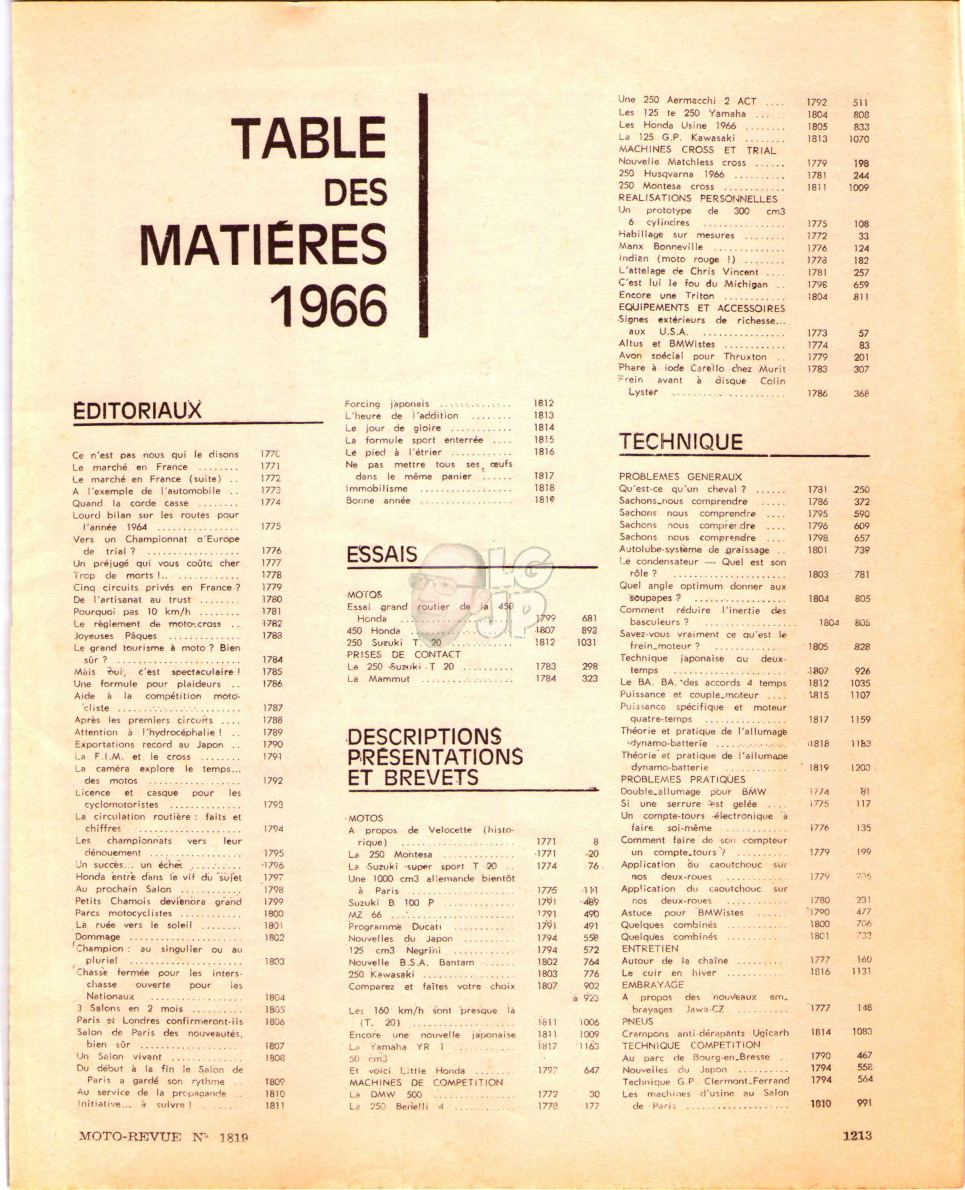 TABLE
DES
MATIÈRES
1966
ÉDITORIAUX
Ce n'est pas nous qui le disons 1770
Le marché en France ........ 1771
Le marché en France (suite) .. 1772
A l'exemple de l'automobile .. 1773
Quand la corde casse ........ 1774
Lourd bilan sur les routes pour
l'année 1964 .............. 1775
Vers un Championnat d'Europe
de trial ? ................ 1776
Un préjugé qui vous coûte cher 1777
Trop de morts !.. ............ 1778
Cinq circuits privés en France ? 1779
De l'artisanat au trust ........ 1780
Pourquoi pas 10 km/h ........ 1781
Le règlement de moto-cross .. 1782
Joyeuses Pâques .............. 1783
Le grand tourisme à moto ? Bien
sûr ? .................... 1784
Mais oui, c'est spectaculaire ! 1785
Une formule pour plaideurs .. 1786
Aide à la compétition moto-
cliste .................... 1787
Après les premiers circuits .... 1788
Attention à l'hydrocéphalie ! .. 1789
Exportations record au Japon .. 1790
La F.I.M. et le cross ........ 1791
La caméra explore le temps...
des motos ................ 1792
Licence et casque pour les
cyclomotoristes ............ 1793
La circulation routière : faits et
chiffres .................. 1794
Les championnats vers leur
dénouement ................ 1795
Un succès... un échec ........ 1796
Honda entre dans le vif du sujet 1797
Au prochain Salon ............ 1798
Petits Chamois deviendra grand 1799
Parcs motocyclistes .......... 1800
La ruée vers le soleil ........ 1801
Dommage .................... 1802
Champion : au singulier ou au
pluriel .................... 1803
Chasse fermée pour les inters-
chasse ouverte pour les
Nationaux ................ 1804
3 Salons en 2 mois .......... 1805
Paris et Londres confirmeront-ils 1806
Salon de Paris des nouveautés,
bien sûr .................. 1807
Un Salon vivant .............. 1808
Du début à la fin le Salon de
Paris a gardé son rythme .. 1809
Au service de la propagande .. 1810
Initiative... à suivre ! ...... 1811
Forcing japonais .............. 1812
L'heure de l'addition ........ 1813
Le jour de gloire ............ 1814
La formule sport enterrée .... 1815
Le pied à l'étrier ............ 1816
Ne pas mettre tous ses œufs
dans le même panier ...... 1817
Immobilisme ................ 1818
Bonne année ................ 1819
ESSAIS
MOTOS
Essai grand routier de la 450
Honda .................... 1799 681
450 Honda .................. 1807 893
250 Suzuki T. 20 ............ 1812 1031
PRISES DE CONTACT
La 250 Suzuki T 20 .......... 1783 298
La Mammut .................. 1784 323
LG
JP
DESCRIPTIONS
PRÉSENTATIONS
ET BREVETS
MOTOS
A propos de Velocette (histo-
rique) .................... 1771 8
La 250 Montesa .............. 1771 20
La Suzuki super sport T 20 .. 1774 76
Une 1000 cm3 allemande bientôt
à Paris .................. 1775 111
Suzuki B 100 P .............. 1791 489
MZ 66 ...................... 1791 490
Programme Ducati ............ 1791 491
Nouvelles du Japon .......... 1794 558
125 cm3 Negrini .............. 1794 572
Nouvelle B.S.A. Bantam ...... 1802 764
250 Kawasaki ................ 1803 776
Comparez et faites votre choix 1807 902
à 923
Les 160 km/h sont presque là
(T. 20) .................... 1811 1006
Encore une nouvelle japonaise 1811 1009
La Yamaha YR 1 ............ 1817 1163
50 cm3
Et voici Little Honda ........ 1797 647
MACHINES DE COMPETITION
La DMW 500 ................ 1772 30
La 250 Benelli 4 ............ 1778 177
Une 250 Aermacchi 2 ACT .... 1792 511
Les 125 te 250 Yamaha ...... 1804 808
Les Honda Usine 1966 ........ 1805 833
La 125 G.P. Kawasaki ........ 1813 1070
MACHINES CROSS ET TRIAL
Nouvelle Matchless cross ...... 1779 198
250 Husqvarna 1966 .......... 1781 244
250 Montesa cross ............ 1811 1009
REALISATIONS PERSONNELLES
Un prototype de 300 cm3
6 cylindres ................ 1775 108
Habillage sur mesures ........ 1772 33
Manx Bonneville .............. 1776 124
Indian (moto rouge !) ........ 1778 182
L'attelage de Chris Vincent .... 1781 257
C'est lui le fou du Michigan .. 1798 659
Encore une Triton ............ 1804 811
EQUIPEMENTS ET ACCESSOIRES
Signes extérieurs de richesse...
aux U.S.A. ................ 1773 57
Altus et BMWistes ............ 1774 83
Avon spécial pour Thruxton .. 1779 201
Phare à iode Carello chez Murit 1783 307
Frein avant à disque Colin
Lyster .................... 1786 368
TECHNIQUE
PROBLEMES GENERAUX
Qu'est-ce qu'un cheval ? ...... 1781 250
Sachons-nous comprendre ...... 1786 372
Sachons nous comprendre .... 1795 590
Sachons nous comprendre .... 1796 609
Sachons nous comprendre .... 1798 657
Autolube-système de graissage .. 1801 739
Le condensateur — Quel est son
rôle ? .................... 1803 781
Quel angle optimum donner aux
soupapes ? ................ 1804 805
Comment réduire l'inertie des
basculeurs ? .............. 1804 805
Savez-vous vraiment ce qu'est le
frein-moteur ? ............ 1805 828
Technique japonaise au deux-
temps .................... 1807 926
Le BA. BA. des accords 4 temps 1812 1035
Puissance et couple-moteur .... 1815 1107
Puissance spécifique et moteur
quatre-temps .............. 1817 1159
Théorie et pratique de l'allumage
dynamo-batterie ............ 1818 1183
Théorie et pratique de l'allumage
dynamo-batterie ............ 1819 1203
PROBLEMES PRATIQUES
Double-allumage pour BMW 1774 81
Si une serrure est gelée .... 1775 117
Un compte-tours électronique à
faire soi-même ............ 1776 135
Comment faire de son compteur
un compte-tours ? .......... 1779 199
Application du caoutchouc sur
nos deux-roues ............ 1779
Application du caoutchouc sur
nos deux-roues ............ 1780 231
Astuce pour BMWistes ........ 1790 477
Quelques combinés .......... 1800 706
Quelques combinés .......... 1801 733
ENTRETIEN
Autour de la chaîne .......... 1777 160
Le cuir en hiver ............ 1816 1131
EMBRAYAGE
A propos des nouveaux em-
brayages Jawa-CZ .......... 1777 148
PNEUS
Crampons anti-dérapants Ugicarb 1814 1083
TECHNIQUE COMPETITION
Au parc de Bourg-en-Bresse .. 1790 467
Nouvelles du Japon .......... 1794 558
Technique G.P. Clermont-Ferrand 1794 564
Les machines d'usine au Salon
de Paris .................. 1810 991
MOTO-REVUE N° 1819
1213